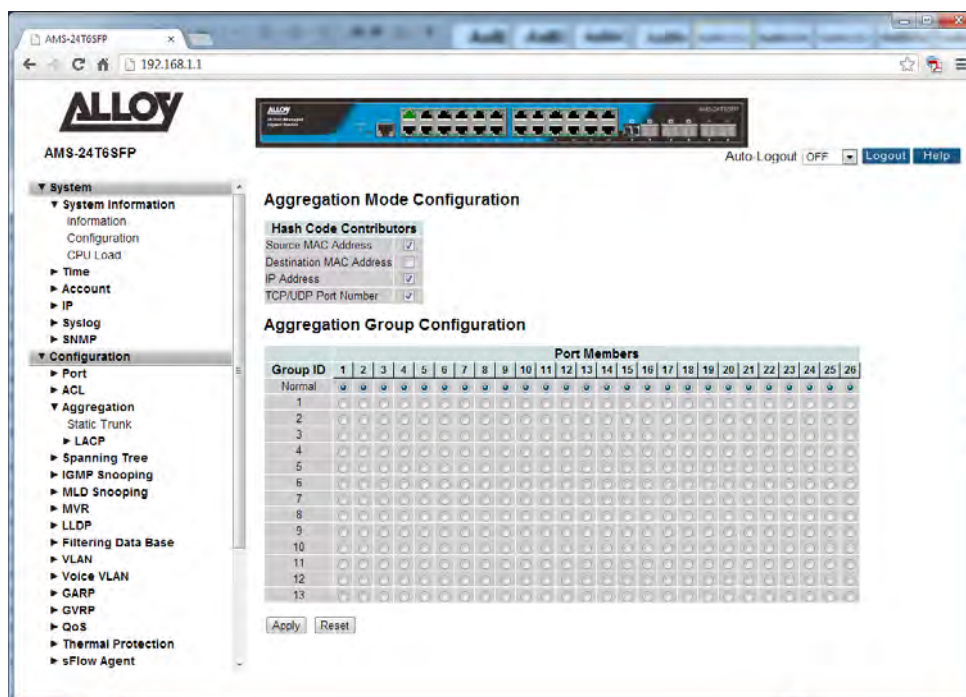 AMS-24T6SFP
192.168.1.1
ALLOY
ALLOY
AMS-24T6SFP
AMS-24T6SFP
Auto-Logout OFF Logout Help
▼ System
▼ System Information
Information
Configuration
CPU Load
► Time
► Account
► IP
► Syslog
► SNMP
▼ Configuration
► Port
► ACL
▼ Aggregation
Static Trunk
► LACP
► Spanning Tree
► IGMP Snooping
► MLD Snooping
► MVR
► LLDP
► Filtering Data Base
► VLAN
► Voice VLAN
► GARP
► GVRP
► QoS
► Thermal Protection
► sFlow Agent
Aggregation Mode Configuration
Hash Code Contributors
Source MAC Address
Destination MAC Address
IP Address
TCP/UDP Port Number
Aggregation Group Configuration
Port Members
Group ID 1 2 3 4 5 6 7 8 9 10 11 12 13 14 15 16 17 18 19 20 21 22 23 24 25 26
Normal
1
2
3
4
5
6
7
8
9
10
11
12
13
Apply Reset